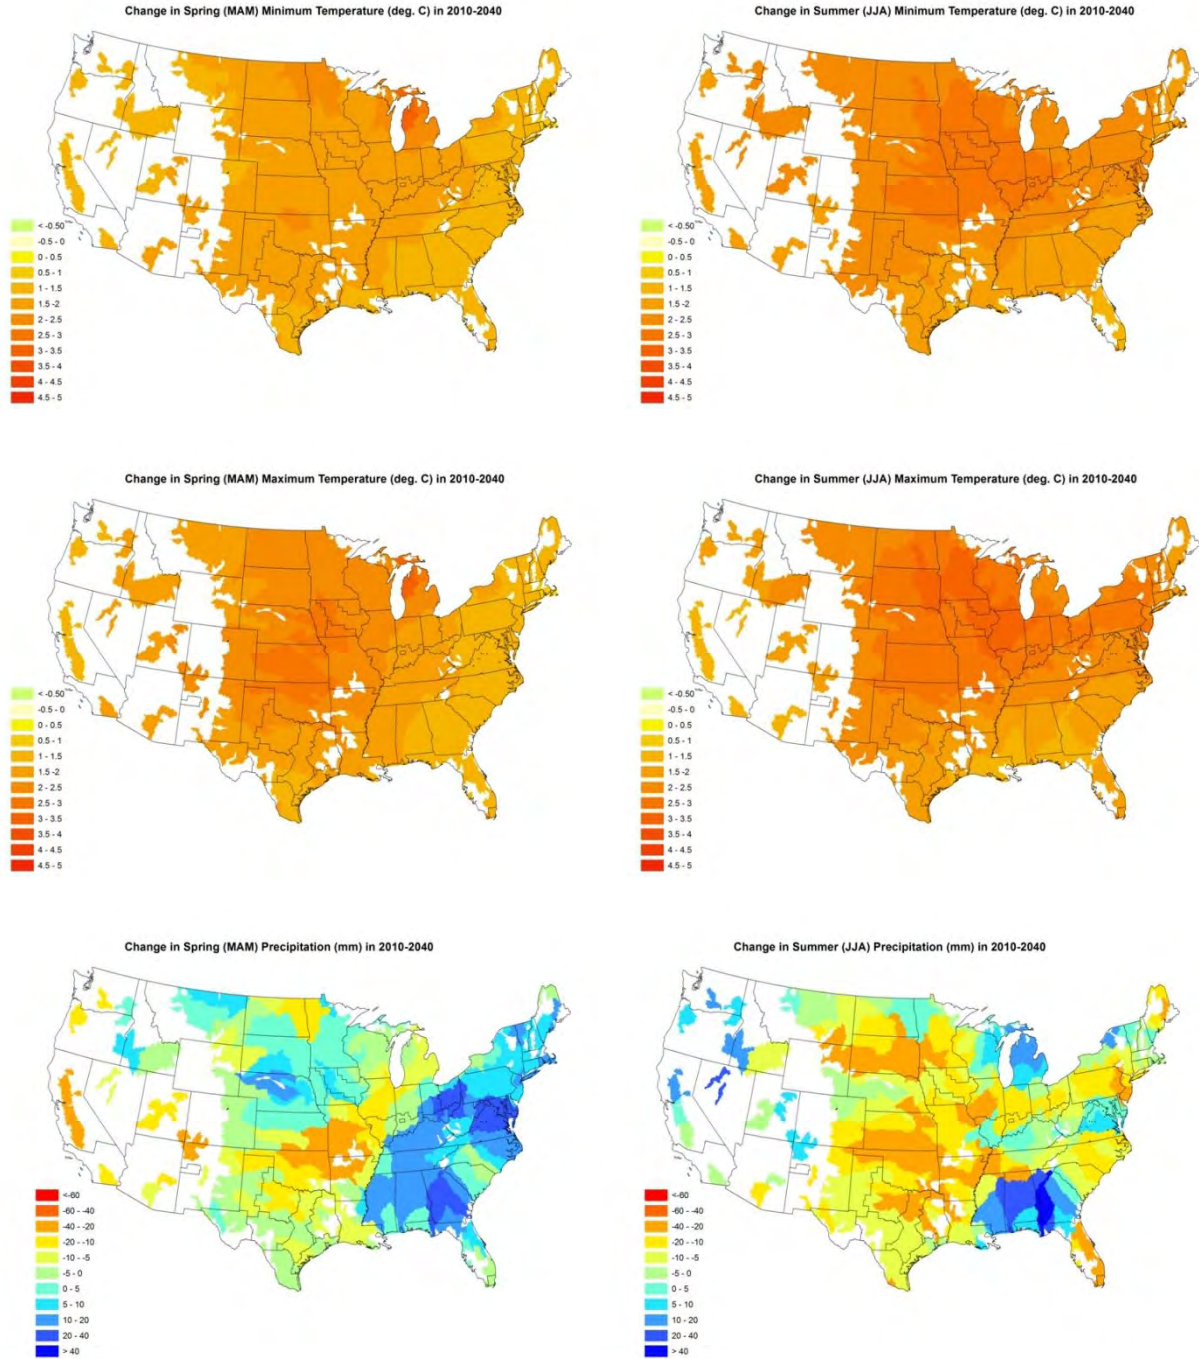 Change in Spring (MAM) Minimum Temperature (deg. C) in 2010-2040
< -0.50
-0.5 - 0
0 - 0.5
0.5 - 1
1 - 1.5
1.5 -2
2 - 2.5
2.5 - 3
3 - 3.5
3.5 - 4
4 - 4.5
4.5 - 5
Change in Summer (JJA) Minimum Temperature (deg. C) in 2010-2040
< -0.50
-0.5 - 0
0 - 0.5
0.5 - 1
1 - 1.5
1.5 -2
2 - 2.5
2.5 - 3
3 - 3.5
3.5 - 4
4 - 4.5
4.5 - 5
Change in Spring (MAM) Maximum Temperature (deg. C) in 2010-2040
< -0.50
-0.5 - 0
0 - 0.5
0.5 - 1
1 - 1.5
1.5 -2
2 - 2.5
2.5 - 3
3 - 3.5
3.5 - 4
4 - 4.5
4.5 - 5
Change in Summer (JJA) Maximum Temperature (deg. C) in 2010-2040
< -0.50
-0.5 - 0
0 - 0.5
0.5 - 1
1 - 1.5
1.5 -2
2 - 2.5
2.5 - 3
3 - 3.5
3.5 - 4
4 - 4.5
4.5 - 5
Change in Spring (MAM) Precipitation (mm) in 2010-2040
<-60
-60 - -40
-40 - -20
-20 - -10
-10 - -5
-5 - 0
0 - 5
5 - 10
10 - 20
20 - 40
> 40
Change in Summer (JJA) Precipitation (mm) in 2010-2040
<-60
-60 - -40
-40 - -20
-20 - -10
-10 - -5
-5 - 0
0 - 5
5 - 10
10 - 20
20 - 40
> 40